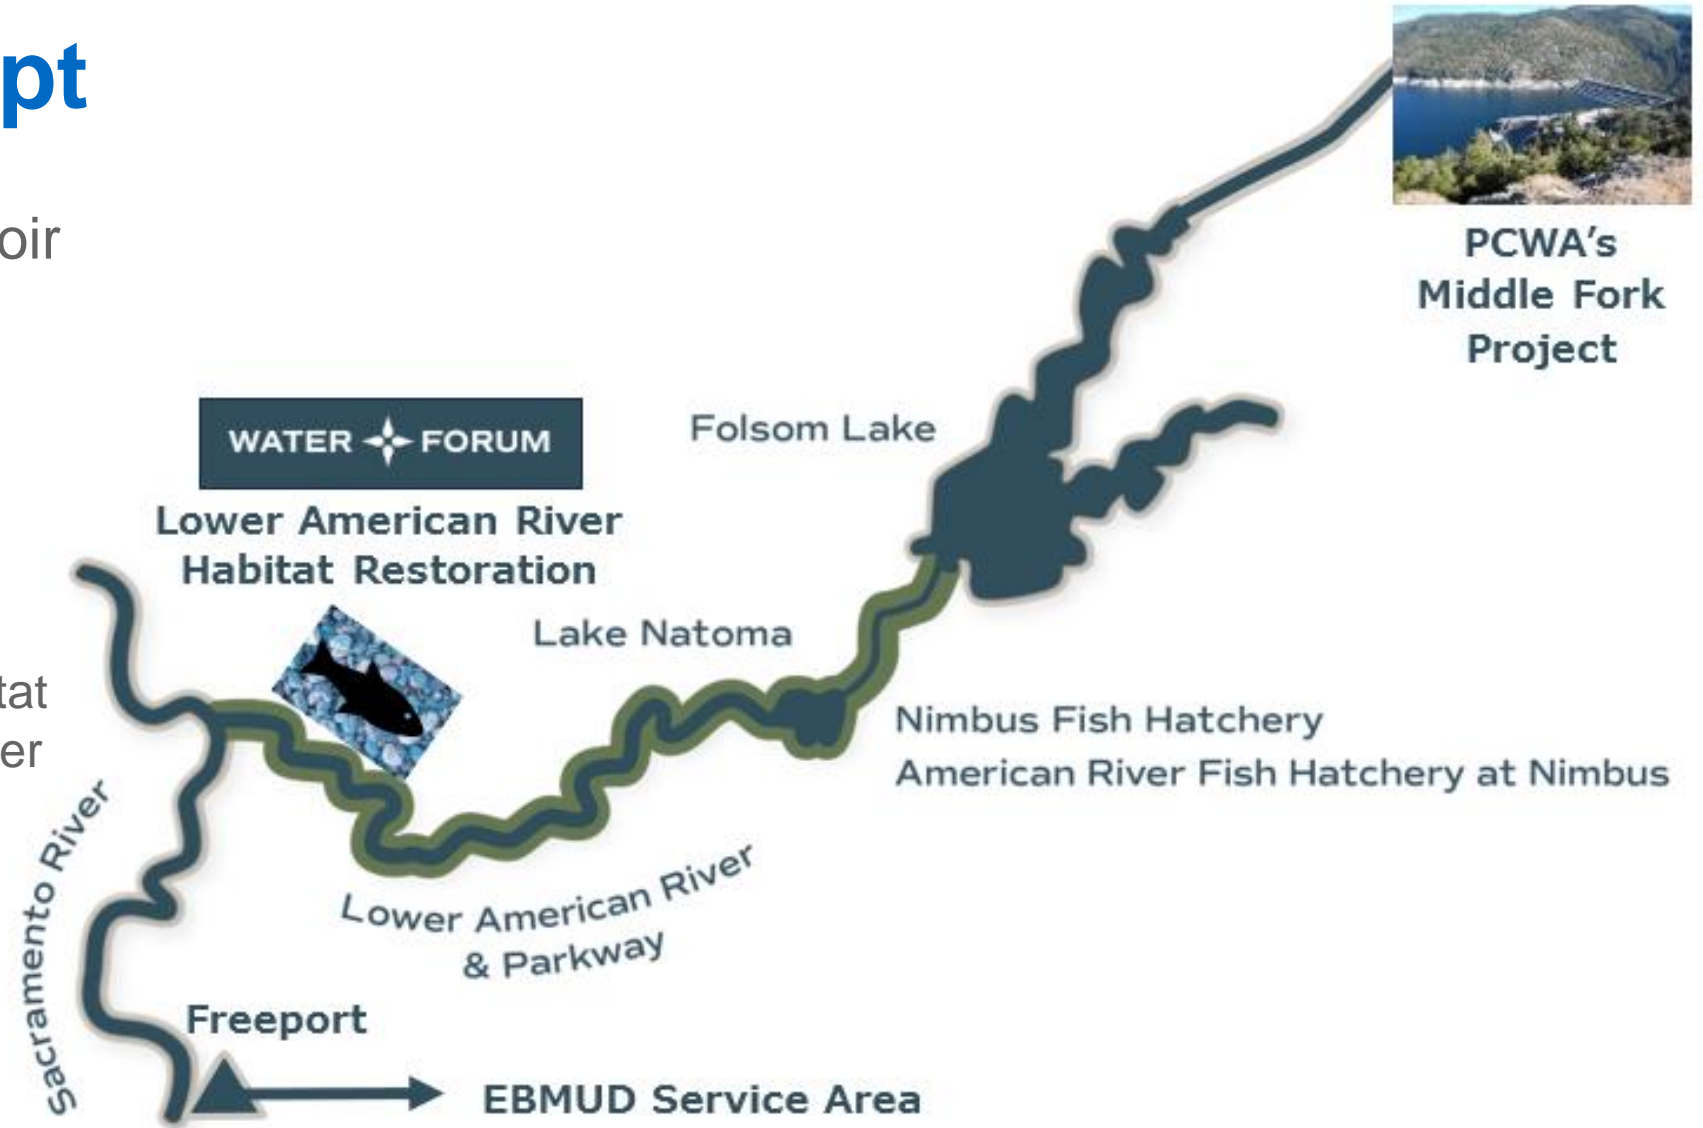 pt
oir
PCWA's
Middle Fork
Project
Folsom Lake
WATER FORUM
Lower American River
Habitat Restoration
Lake Natoma
tat
er
Nimbus Fish Hatchery
American River Fish Hatchery at Nimbus
Sacramento River
Lower American River
& Parkway
Freeport
EBMUD Service Area